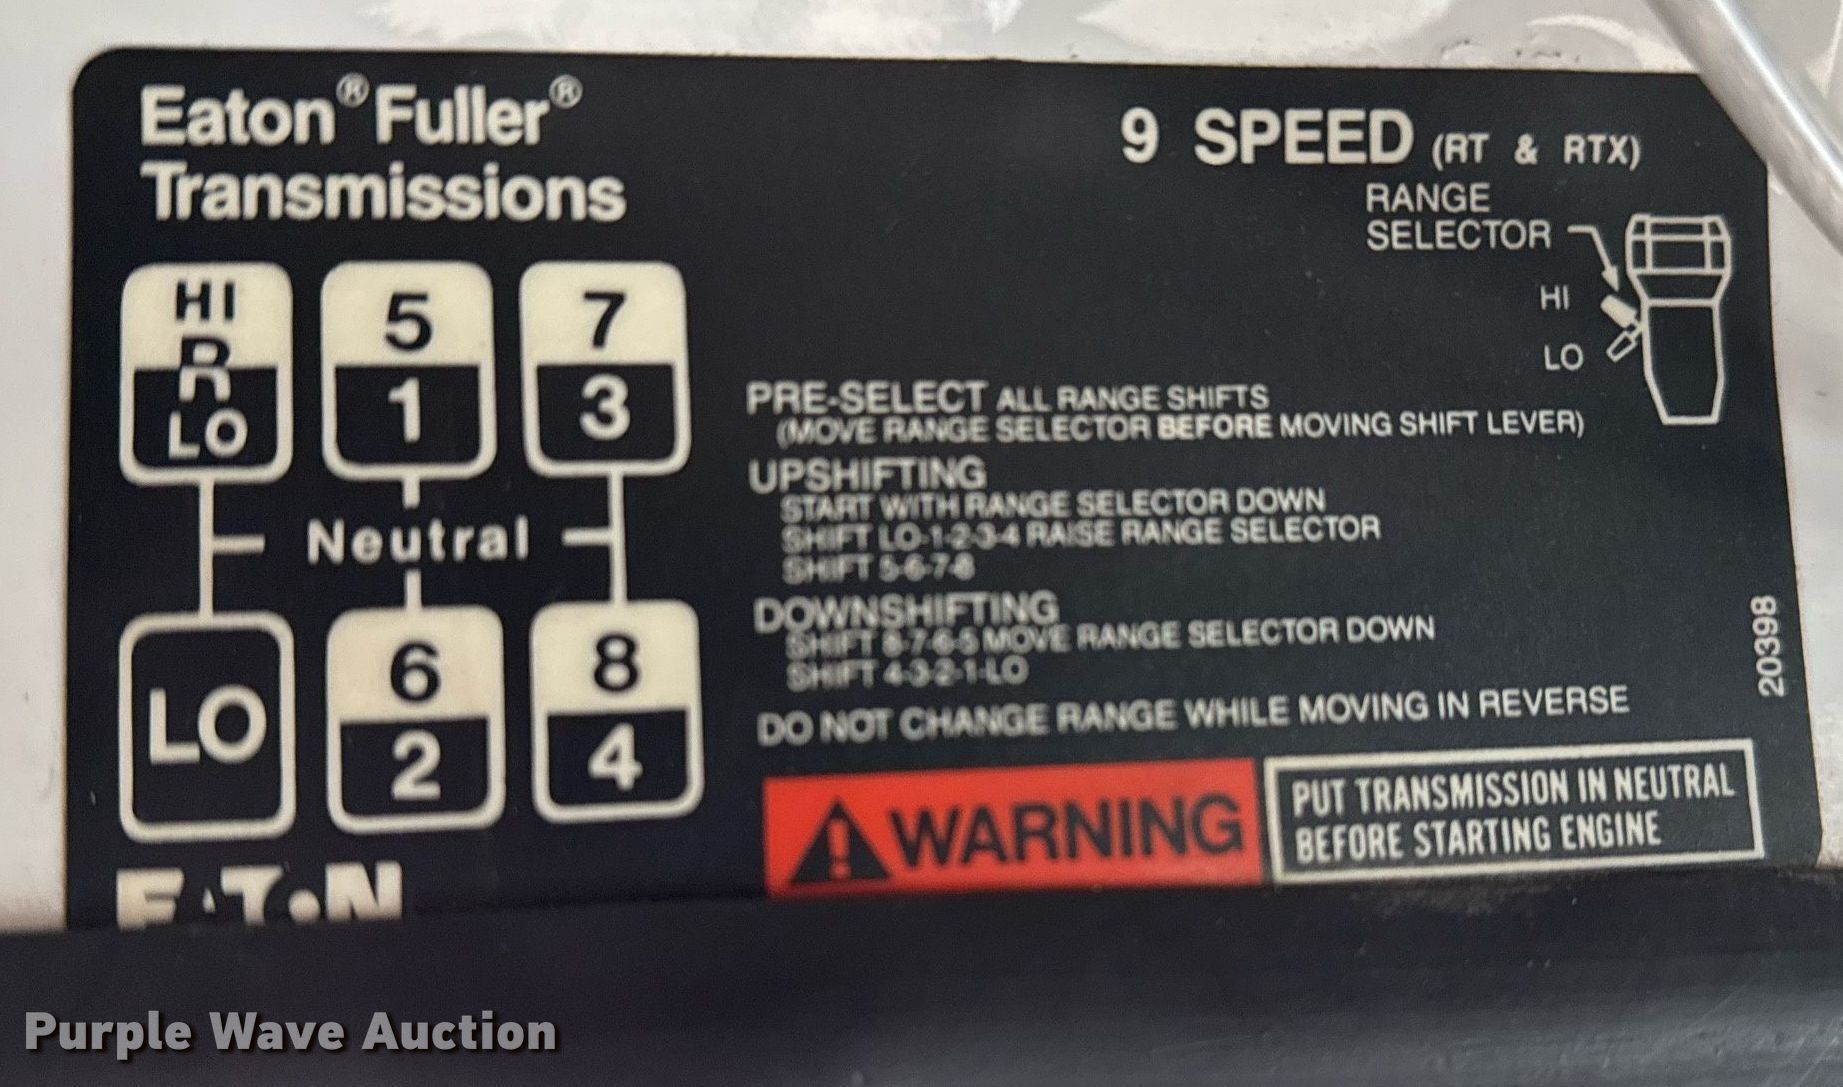 Eaton® Fuller®
Transmissions
9 SPEED (RT & RTX)
RANGE
SELECTOR
HI
LO
HI
R
LO
5
1
7
3
Neutral
LO
6
2
8
4
PRE-SELECT ALL RANGE SHIFTS
(MOVE RANGE SELECTOR BEFORE MOVING SHIFT LEVER)
UPSHIFTING
START WITH RANGE SELECTOR DOWN
SHIFT LO-1-2-3-4 RAISE RANGE SELECTOR
SHIFT 5-6-7-8
DOWNSHIFTING
SHIFT 8-7-6-5 MOVE RANGE SELECTOR DOWN
SHIFT 4-3-2-1-LO
DO NOT CHANGE RANGE WHILE MOVING IN REVERSE
20398
WARNING
PUT TRANSMISSION IN NEUTRAL
BEFORE STARTING ENGINE
EATON
Purple Wave Auction